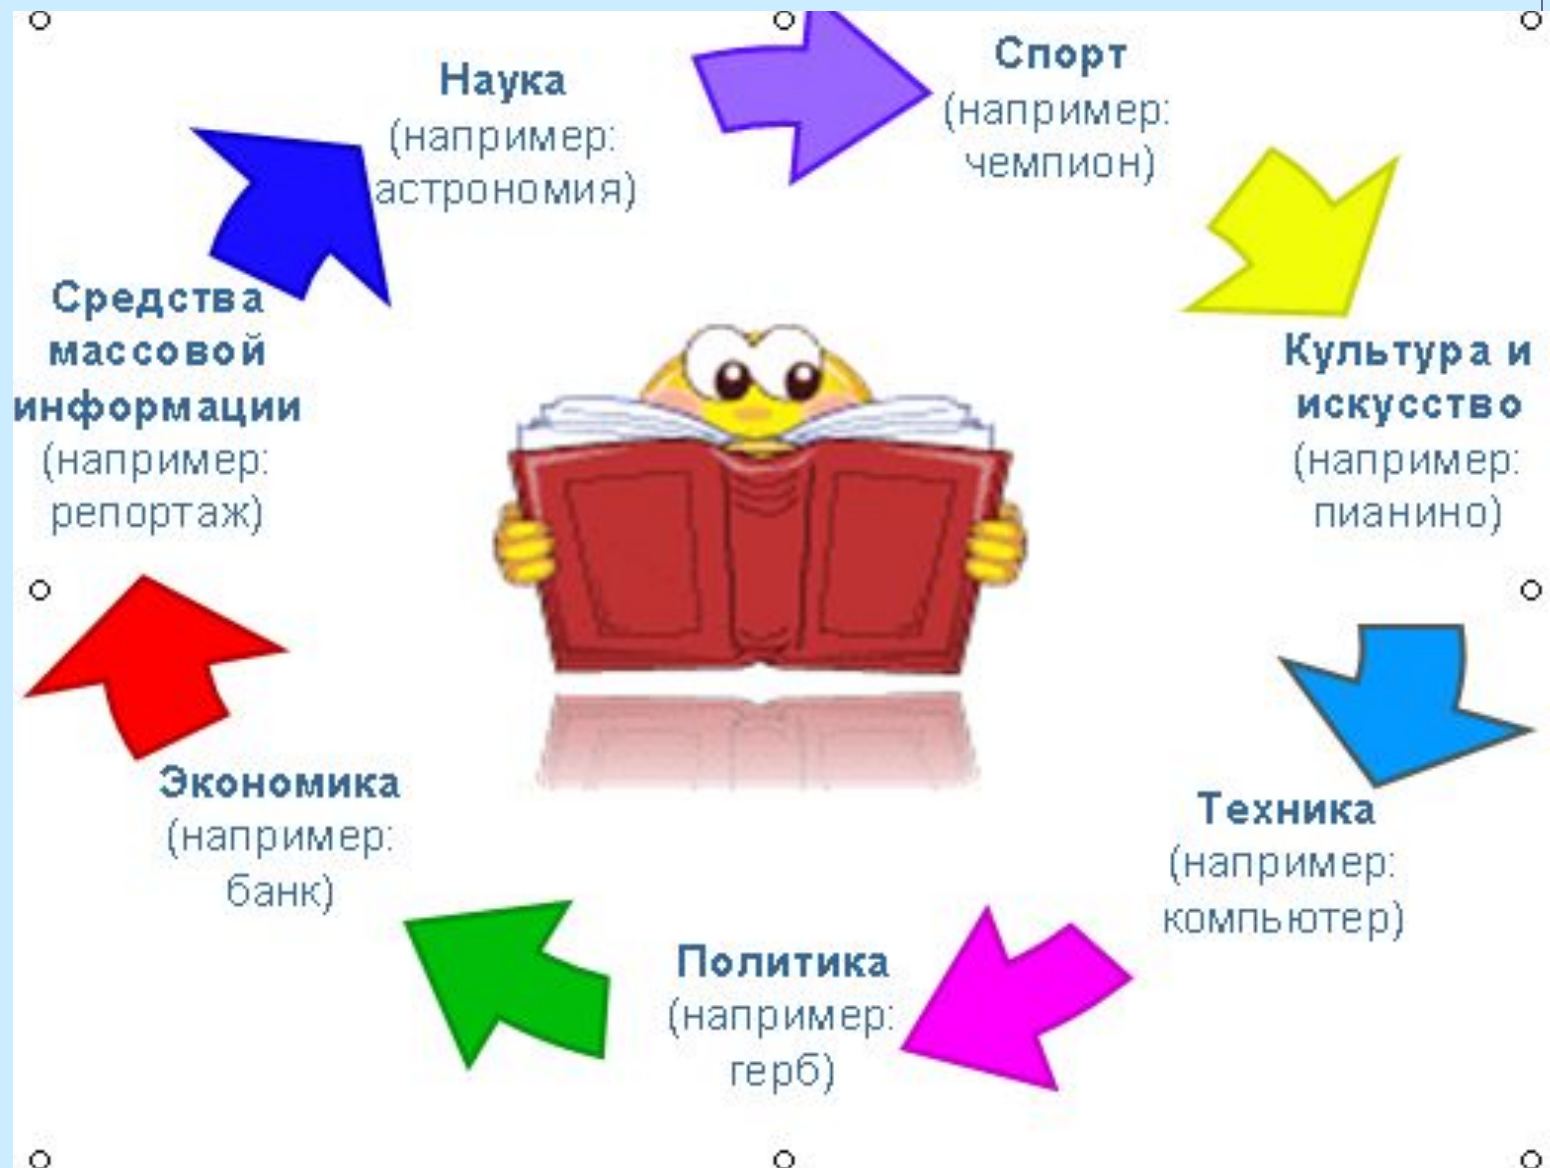 Наука
(например:
астрономия)
Спорт
(например:
чемпион)
Культура и
искусство
(например:
пианино)
Техника
(например:
компьютер)
Политика
(например:
герб)
Экономика
(например:
банк)
Средства
массовой
информации
(например:
репортаж)